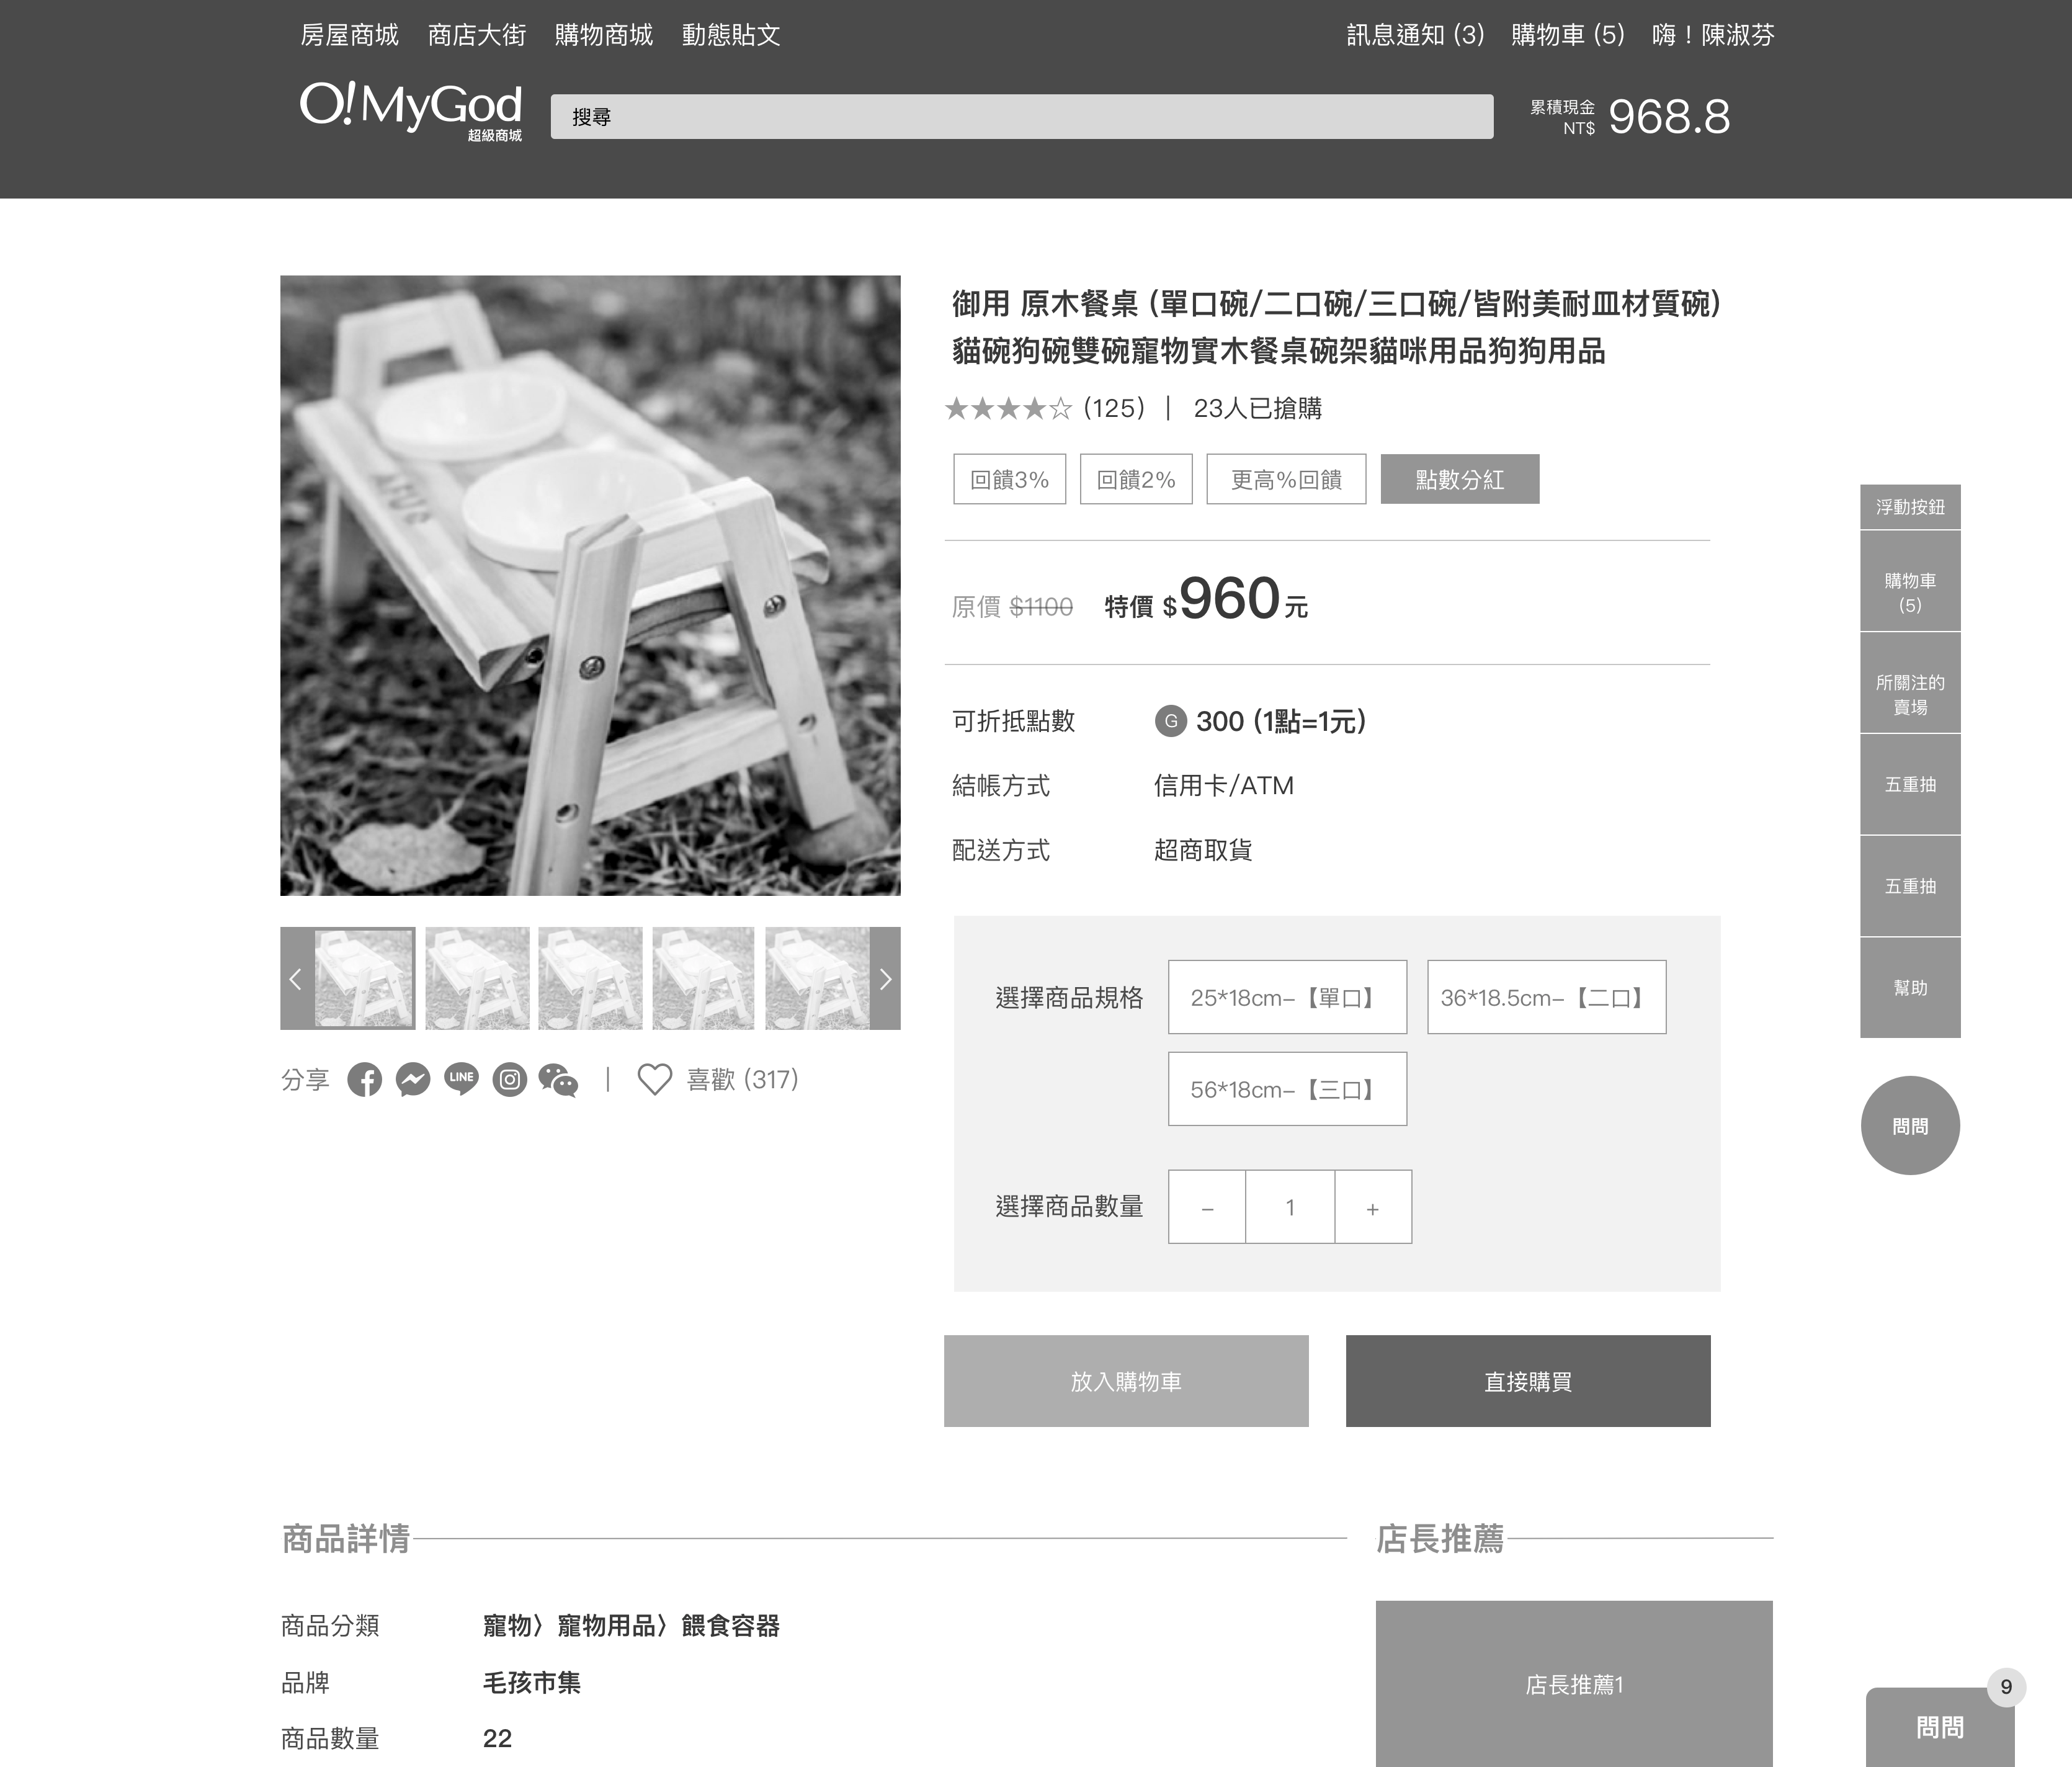 房屋商城 商店大街 購物商城 動態貼文 訊息通知 (3) 購物車 (5) 嗨！陳淑芬
O!MyGod
超級商城
搜尋
累積現金
NT$ 968.8
御用 原木餐桌 (單口碗/二口碗/三口碗/皆附美耐皿材質碗)
貓碗狗碗雙碗寵物實木餐桌碗架貓咪用品狗狗用品
★★★★☆ (125) | 23人已搶購
回饋3% 回饋2% 更高%回饋 點數分紅
原價 $1100 特價 $960元
可折抵點數 G 300 (1點=1元)
結帳方式 信用卡/ATM
配送方式 超商取貨
分享 LINE | 喜歡 (317)
選擇商品規格 25*18cm–【單口】 36*18.5cm–【二口】
56*18cm–【三口】
選擇商品數量 – 1 +
放入購物車 直接購買
浮動按鈕
購物車
(5)
所關注的
賣場
五重抽
五重抽
幫助
問問
商品詳情
商品分類 寵物〉寵物用品〉餵食容器
品牌 毛孩市集
商品數量 22
店長推薦
店長推薦1
9
問問